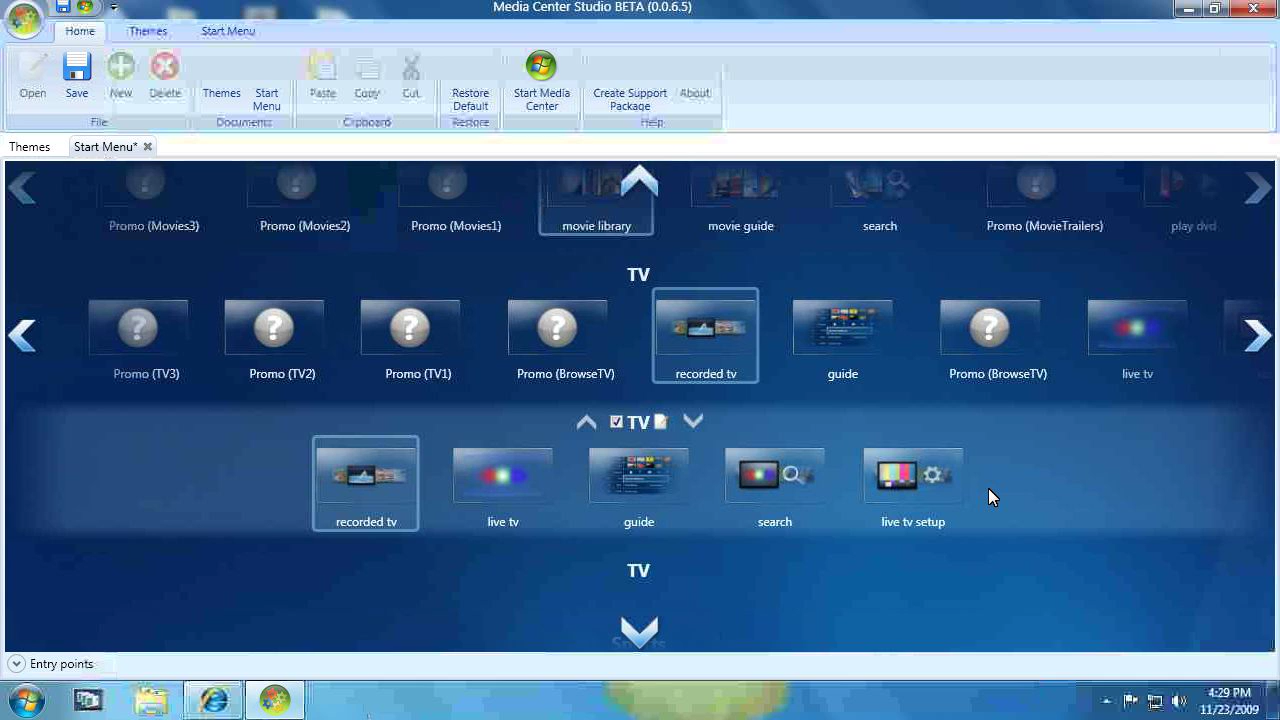 Media Center Studio BETA (0.0.6.5)
Home Themes Start Menu
Open Save New Delete Themes Start Menu Paste Copy Cut Restore Default Start Media Center Create Support Package About
File Documents Clipboard Restore Help
Themes Start Menu*
Promo (Movies3) Promo (Movies2) Promo (Movies1) movie library movie guide search Promo (MovieTrailers) play dvd
TV
Promo (TV3) Promo (TV2) Promo (TV1) Promo (BrowseTV) recorded tv guide Promo (BrowseTV) live tv
TV
recorded tv live tv guide search live tv setup
TV
Sports
Entry points
4:29 PM
11/23/2009